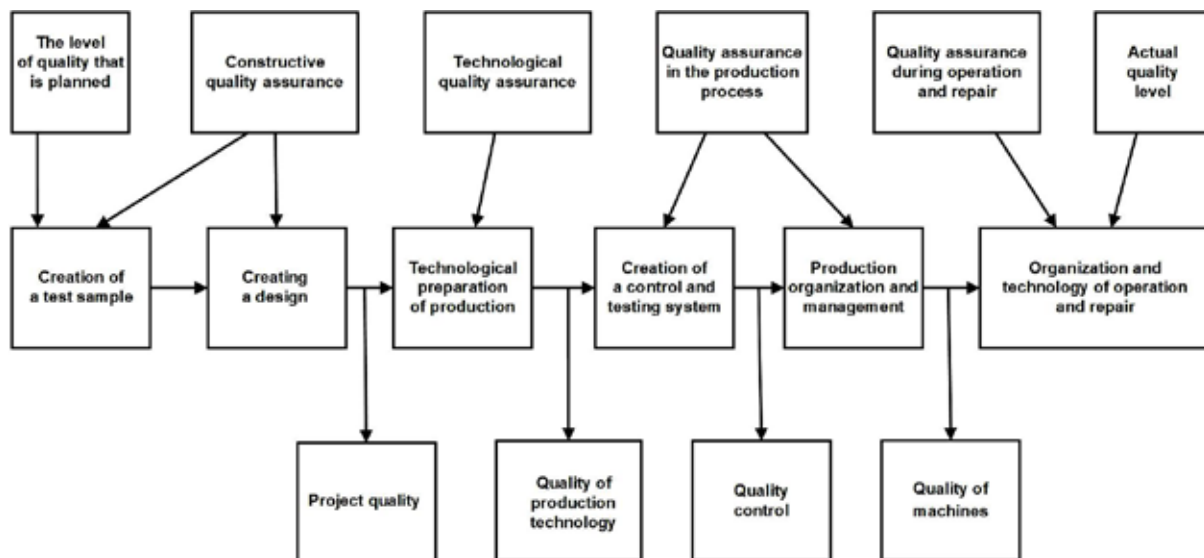 The level
of quality that
is planned
Constructive
quality assurance
Technological
quality assurance
Quality assurance
in the production
process
Quality assurance
during operation
and repair
Actual
quality
level
Creation of
a test sample
Creating
a design
Technological
preparation
of production
Creation of
a control and
testing system
Production
organization and
management
Organization and
technology of operation
and repair
Project quality
Quality of
production
technology
Quality
control
Quality of
machines